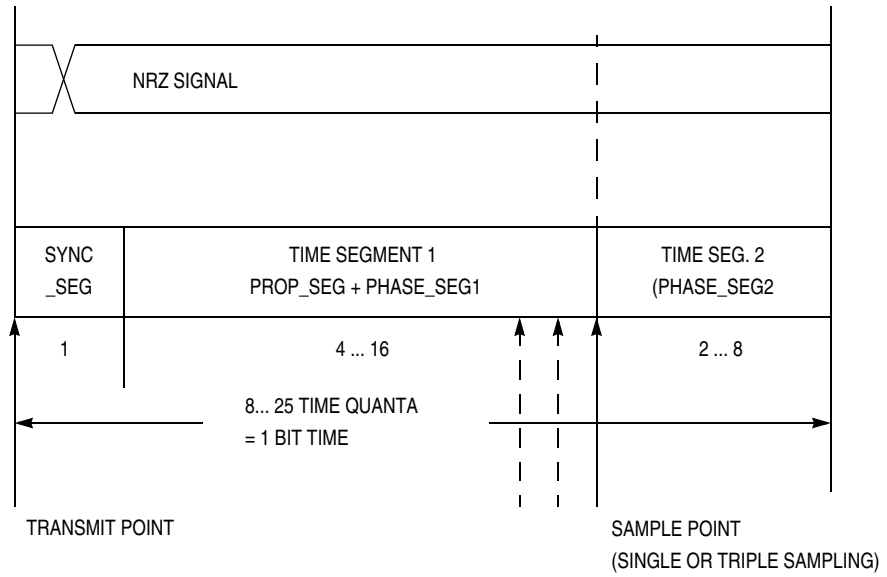 NRZ SIGNAL
SYNC
_SEG
TIME SEGMENT 1
PROP_SEG + PHASE_SEG1
TIME SEG. 2
(PHASE_SEG2
1
4 ... 16
2 ... 8
8... 25 TIME QUANTA
= 1 BIT TIME
TRANSMIT POINT
SAMPLE POINT
(SINGLE OR TRIPLE SAMPLING)